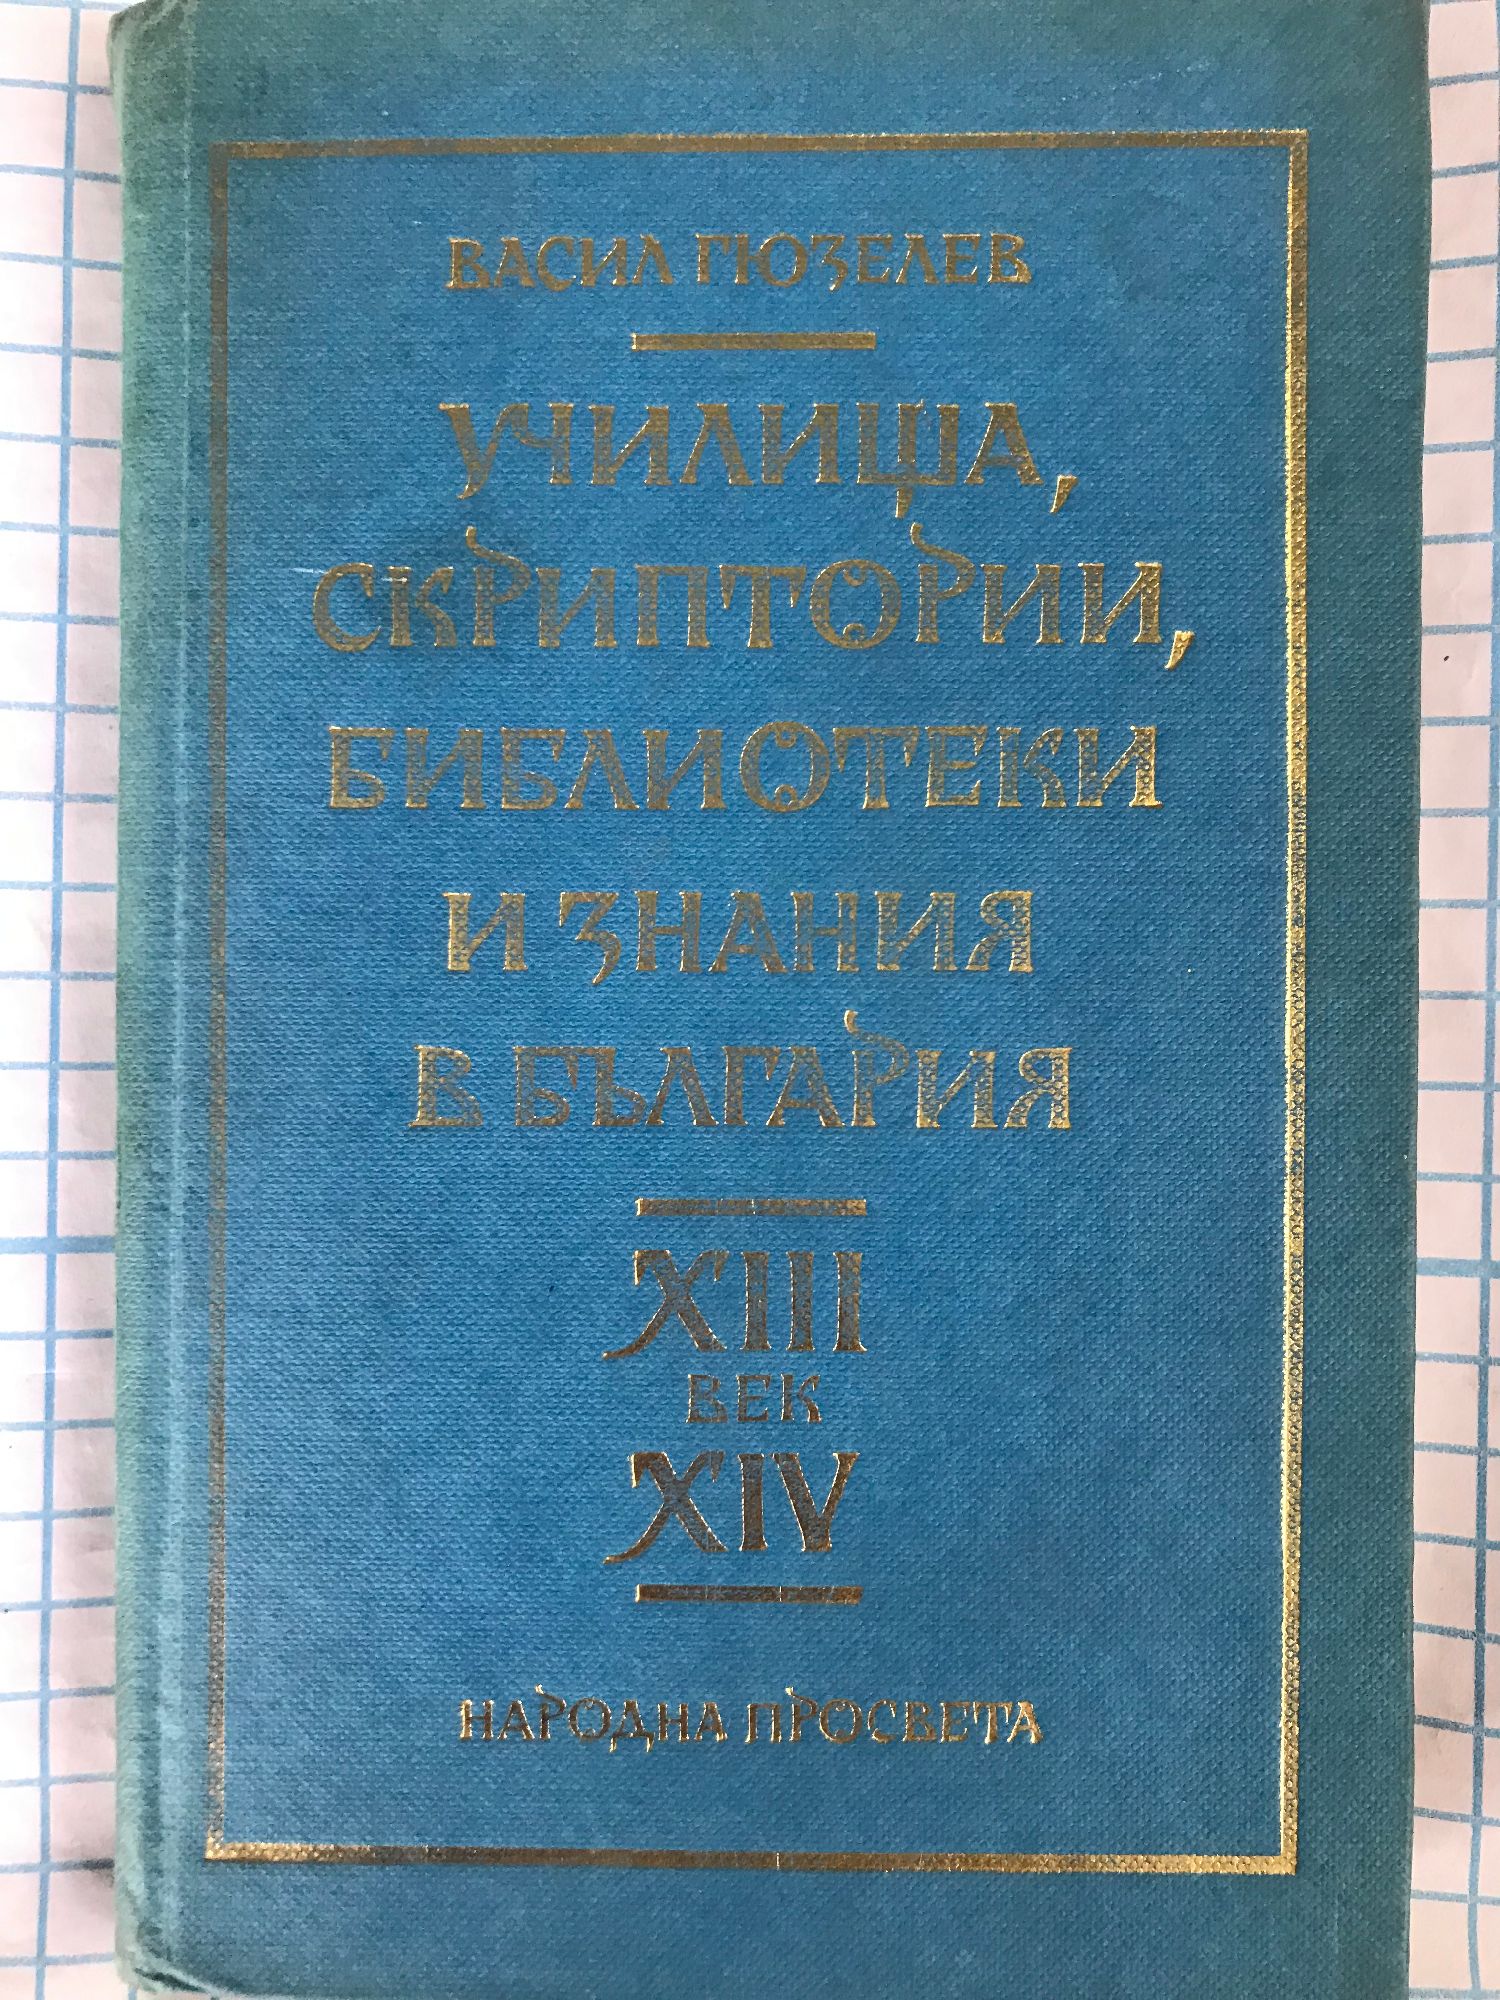 ВАСИЛ ГЮЗЕЛЕВ
УЧИЛИЩА,
СКРИПТОРИИ,
БИБЛИОТЕКИ
И ЗНАНИЯ
В БЪЛГАРИЯ
XIII
ВЕК
XIV
НАРОДНА ПРОСВЕТА